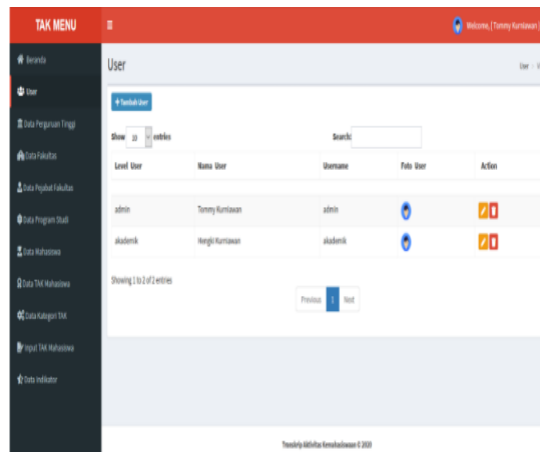 TAK MENU
Welcome, [ Tommy Kurniawan ]
Beranda
User
Data Perguruan Tinggi
Data Fakultas
Data Pejabat Fakultas
Data Program Studi
Data Mahasiswa
Data TAK Mahasiswa
Data Kategori TAK
Input TAK Mahasiswa
Data Indikator
User
User
+ Tambah User
Show 10 entries
Search:
Level User Nama User Username Foto User Action
admin Tommy Kurniawan admin
akademik Hengki Kurniawan akademik
Showing 1 to 2 of 2 entries
Previous 1 Next
Transkrip Aktivitas Kemahasiswaan © 2020